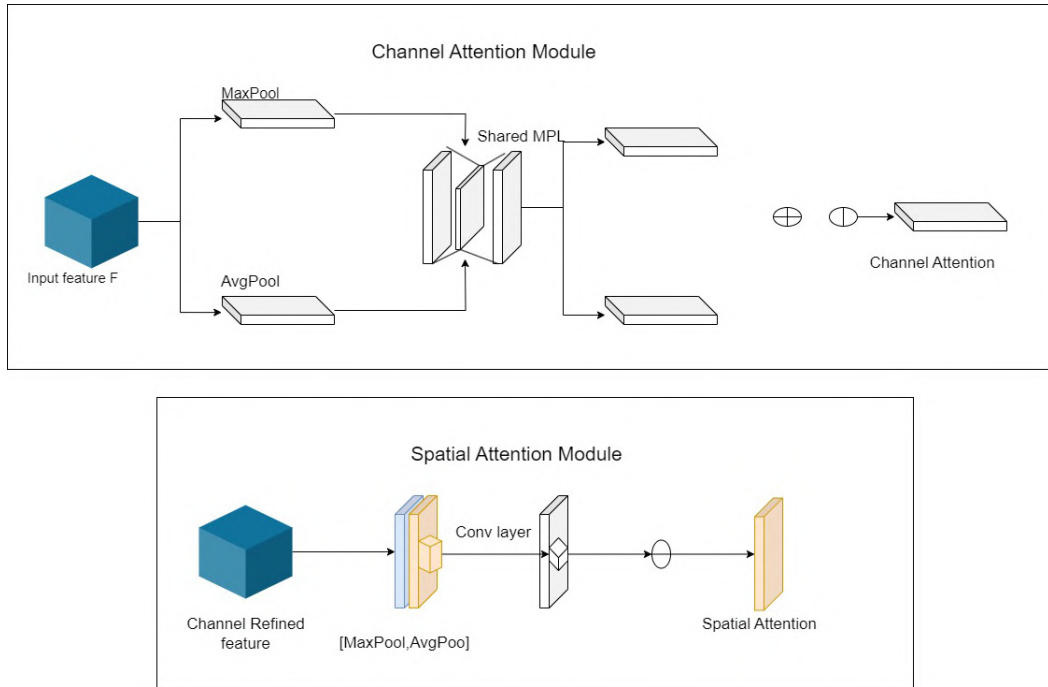 Channel Attention Module
MaxPool
Shared MPL
Input feature F
AvgPool
Channel Attention
Spatial Attention Module
Conv layer
Channel Refined
feature
[MaxPool,AvgPoo]
Spatial Attention